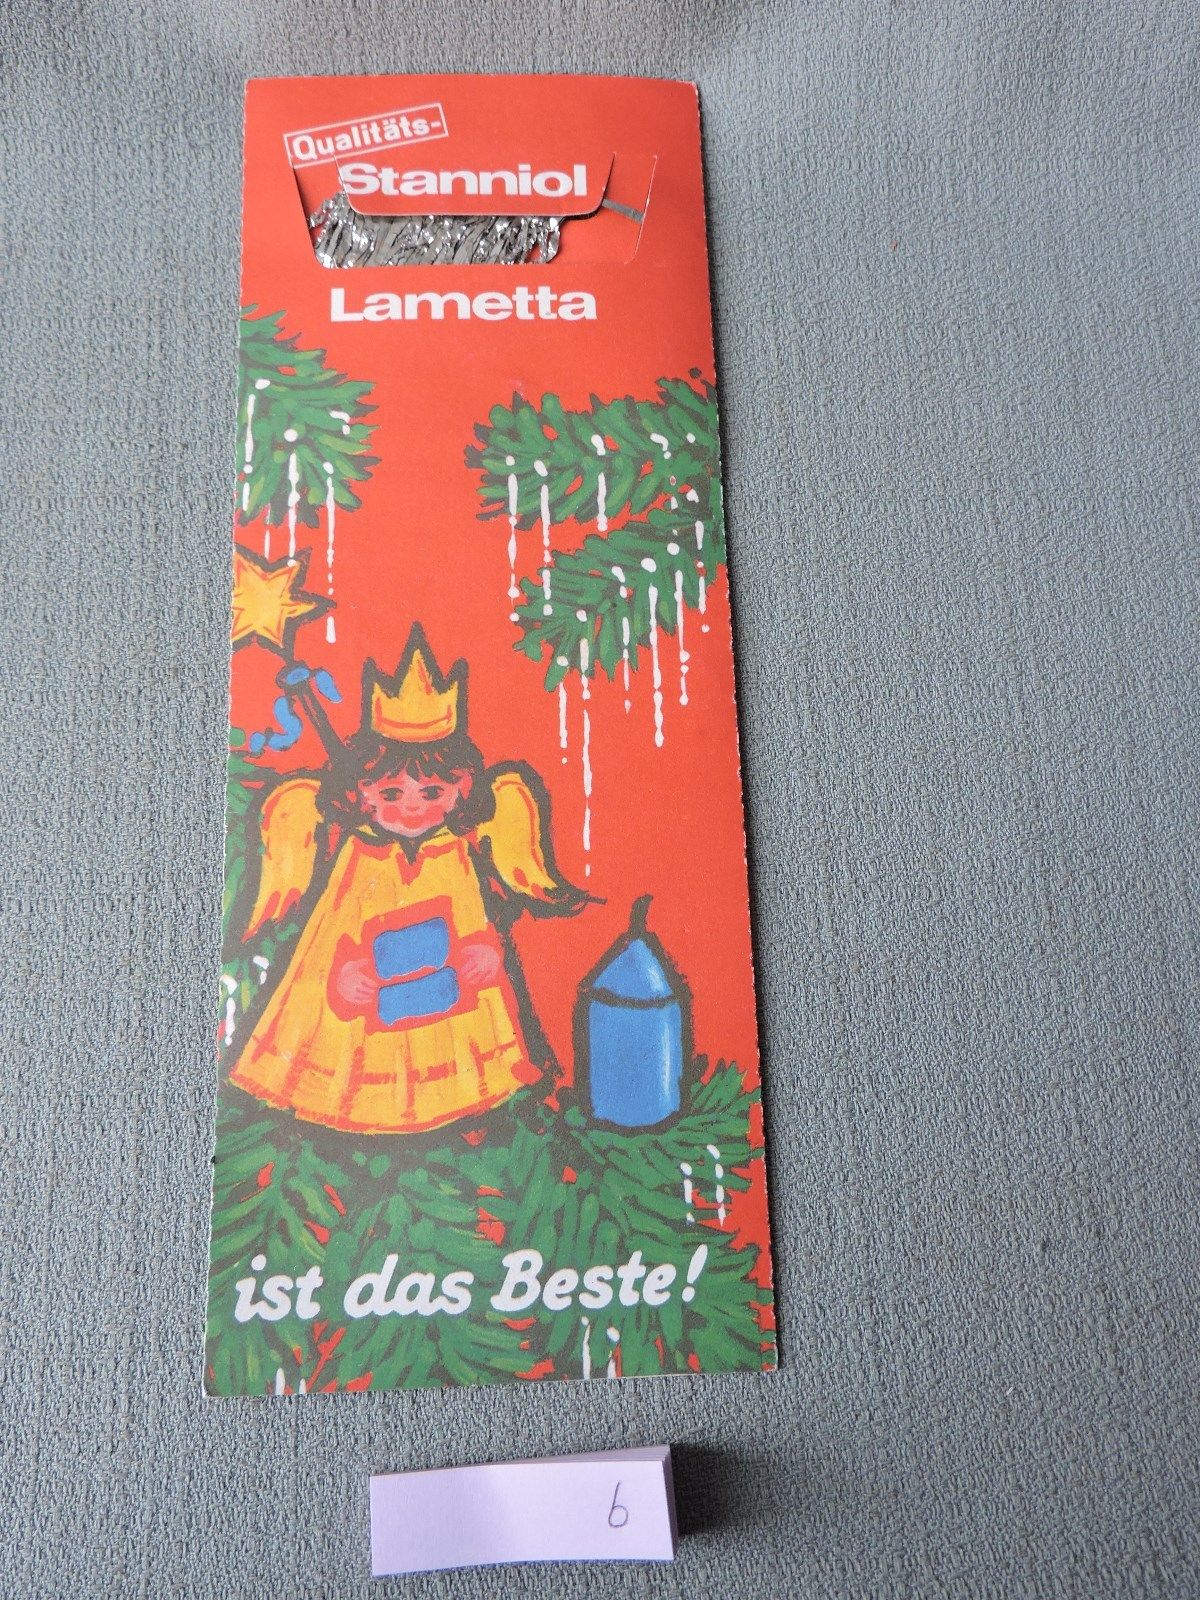 Qualitäts-
Stanniol
Lametta
ist das Beste!
6